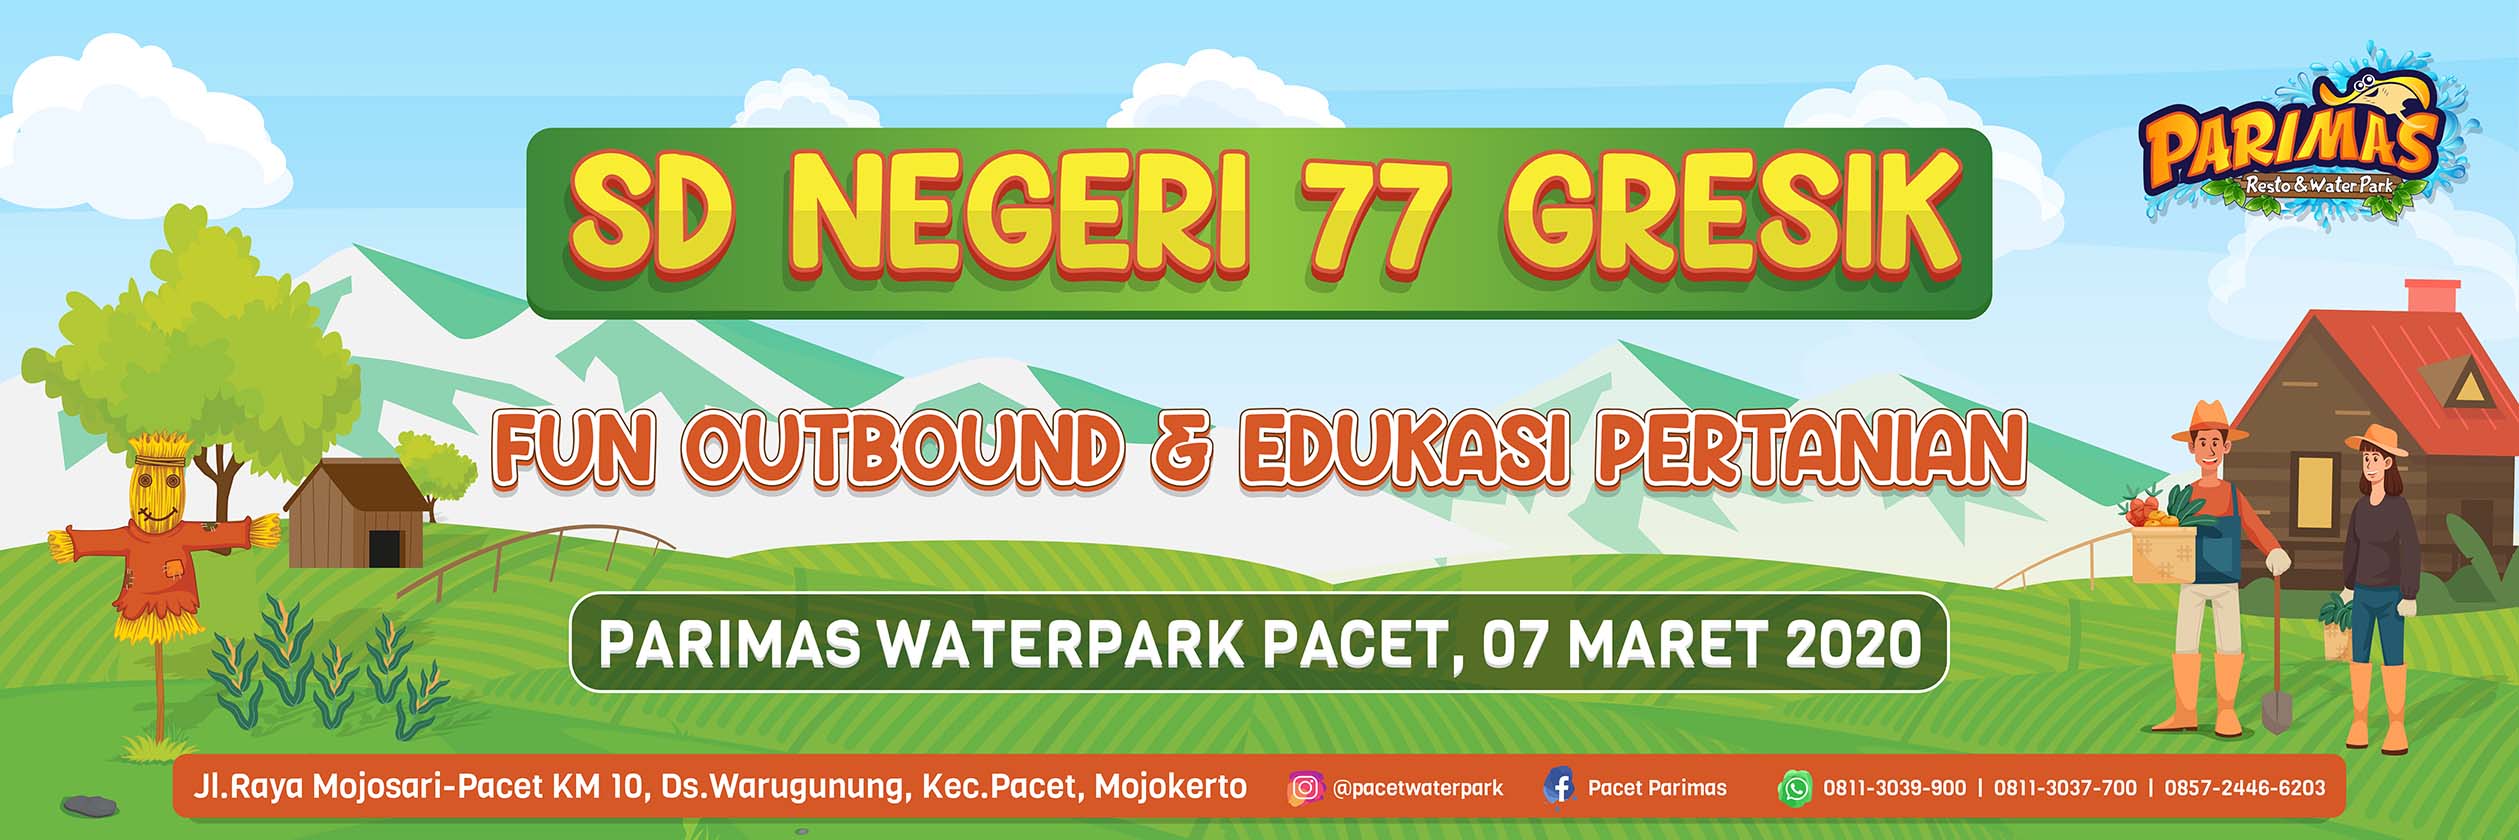 SD NEGERI 77 GRESIK
PARIMAS
Resto & Water Park
FUN OUTBOUND & EDUKASI PERTANIAN
PARIMAS WATERPARK PACET, 07 MARET 2020
Jl.Raya Mojosari-Pacet KM 10, Ds.Warugunung, Kec.Pacet, Mojokerto @pacetwaterpark Pacet Parimas 0811-3039-900 | 0811-3037-700 | 0857-2446-6203